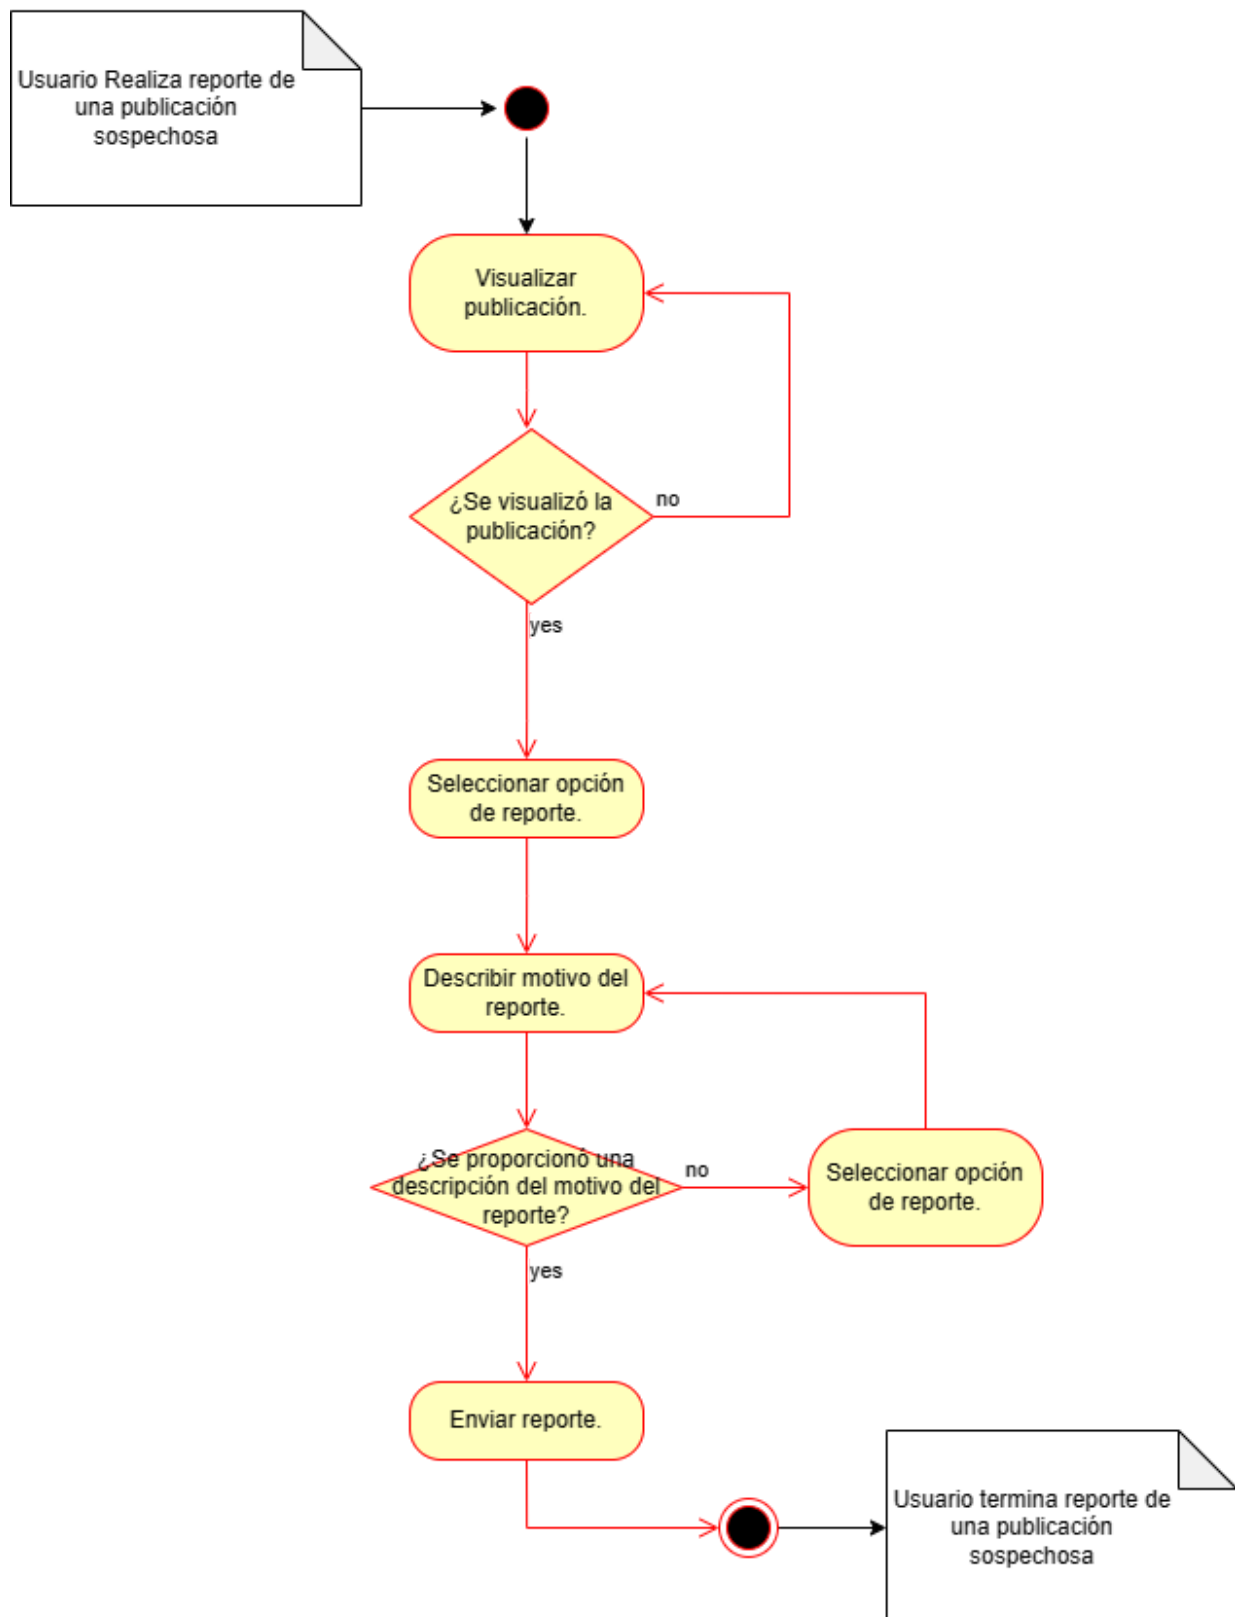 Usuario Realiza reporte de
una publicación
sospechosa
Visualizar
publicación.
¿Se visualizó la
publicación?
no
yes
Seleccionar opción
de reporte.
Describir motivo del
reporte.
¿Se proporcionó una
descripción del motivo del
reporte?
no
Seleccionar opción
de reporte.
yes
Enviar reporte.
Usuario termina reporte de
una publicación
sospechosa